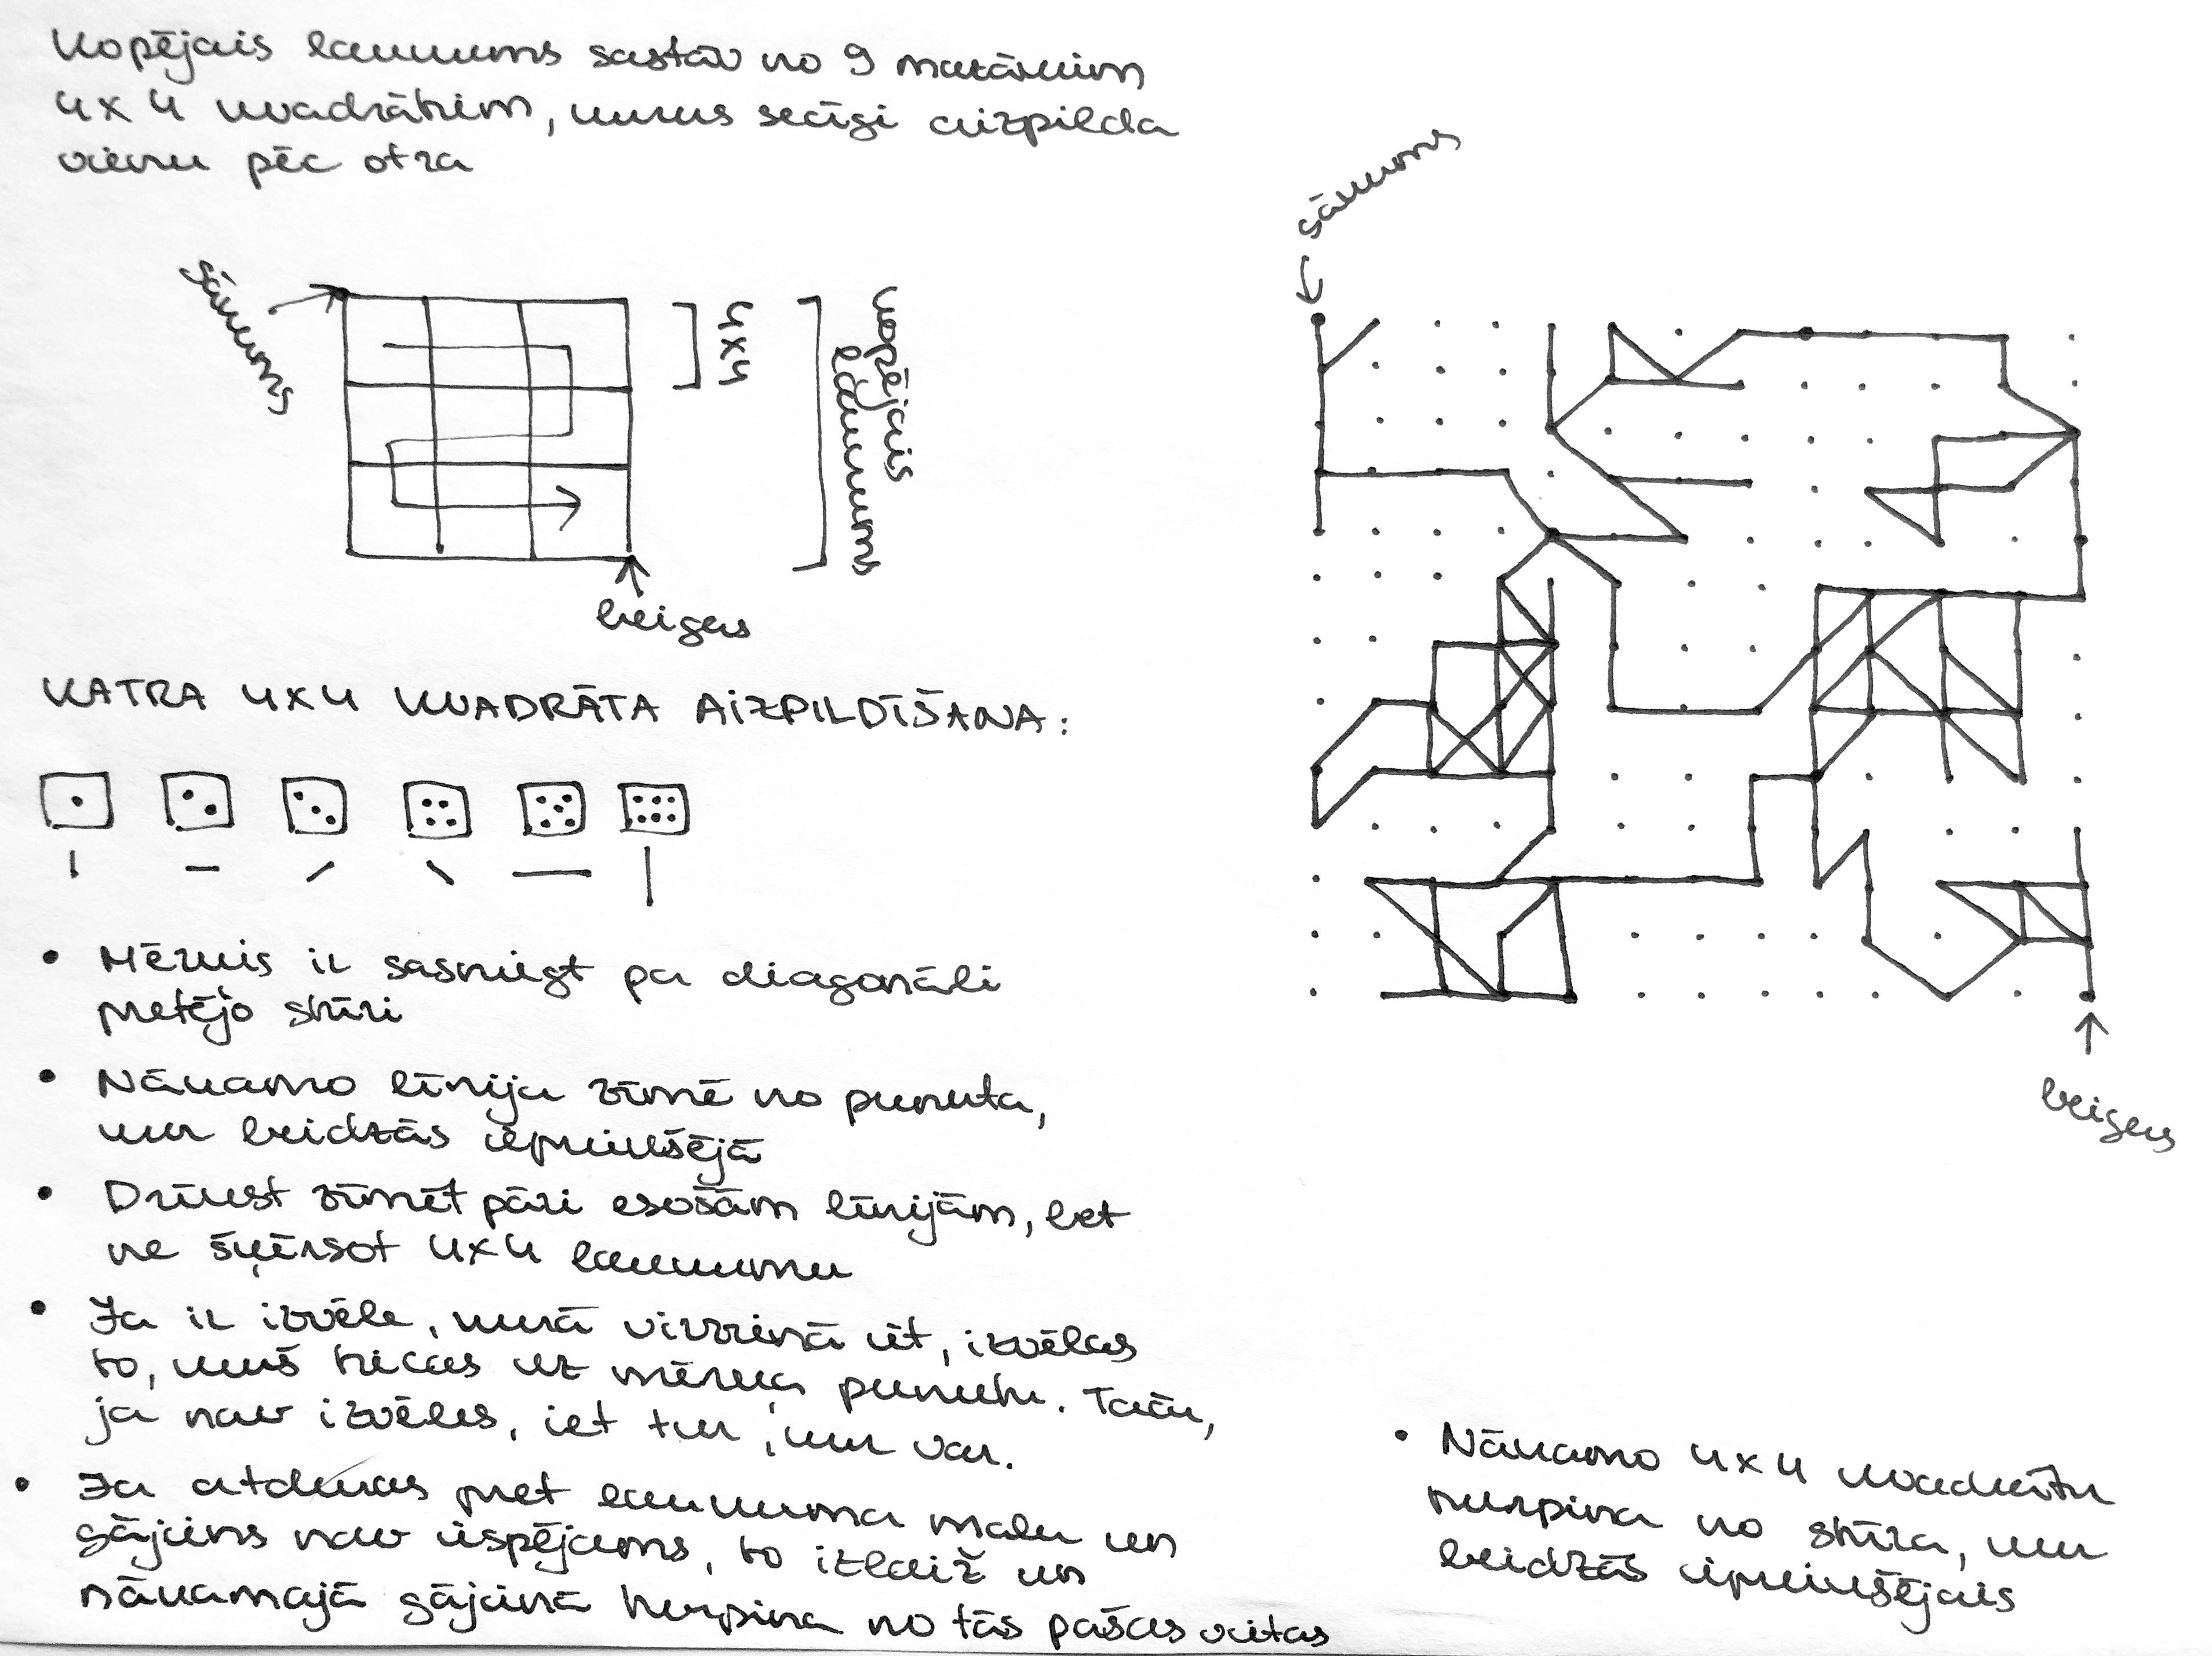 Kopējais laukums sastāv no 9 mazākiem
4x4 kvadrātiem, kurus secīgi aizpilda
vienu pēc otra
sākums
4x4
kopējais
laukums
beigas
sākums
beigas
KATRA 4x4 KVADRĀTA AIZPILDĪŠANA:
• Mērķis ir sasniegt pa diagonāli
pretējo stūri
• Nākamo līniju zīmē no punkta,
kur beidzās iepriekšējā
• Drīkst zīmēt pāri esošām līnijām, bet
ne šķērsot 4x4 laukumu
• Ja ir izvēle, kurā virzienā iet, izvēlas
to, kurš tiecas uz mērķa punktu. Taču,
ja nav izvēles, iet tur, kur var.
• Ja atduras pret laukuma malu un
gājiens nav iespējams, to izlaiž un
nākamajā gājienā turpina no tās pašas vietas
• Nākamo 4x4 kvadrātu
turpina no stūra, kur
beidzās iepriekšējais